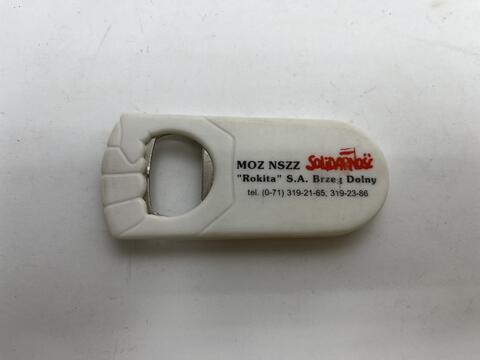 MOZ NSZZ SOLIDARNOŚĆ
"Rokita" S.A. Brzeg Dolny
tel. (0-71) 319-21-65, 319-23-86